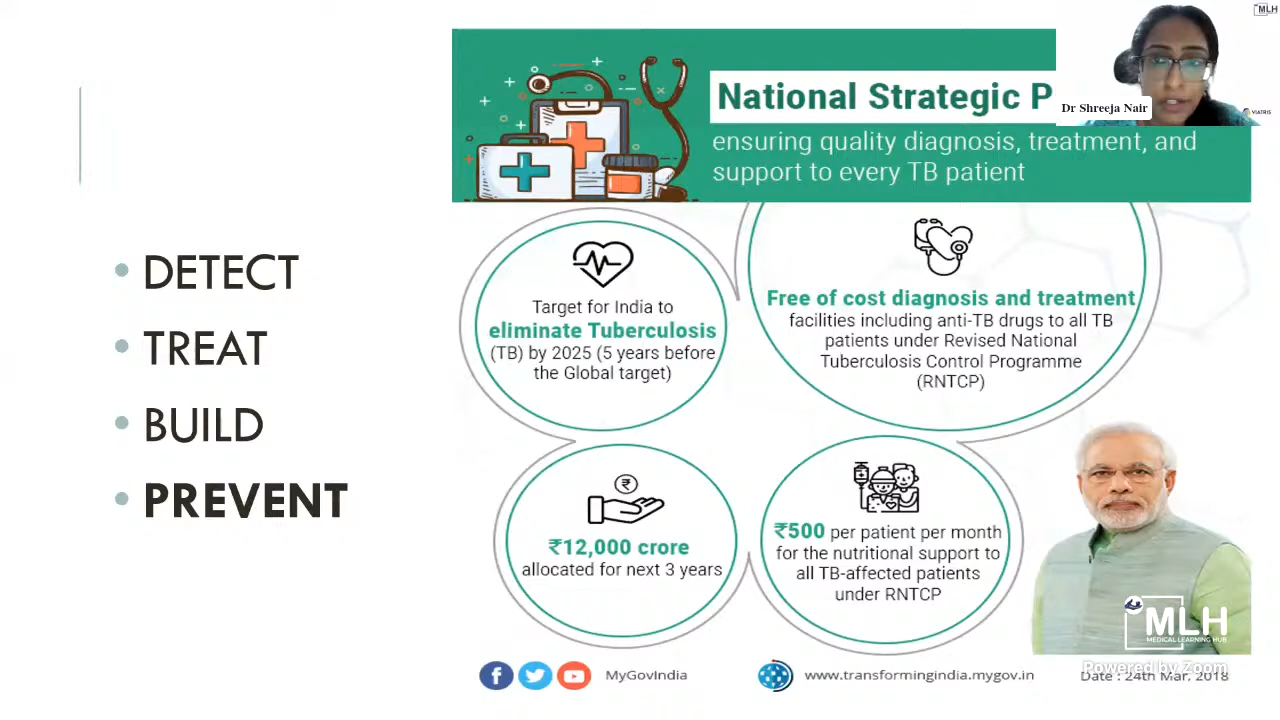 MLH
National Strategic P
Dr Shreeja Nair
VIATRIS
ensuring quality diagnosis, treatment, and
support to every TB patient
• DETECT
• TREAT
• BUILD
• PREVENT
Target for India to
eliminate Tuberculosis
(TB) by 2025 (5 years before
the Global target)
Free of cost diagnosis and treatment
facilities including anti-TB drugs to all TB
patients under Revised National
Tuberculosis Control Programme
(RNTCP)
₹
₹12,000 crore
allocated for next 3 years
₹500 per patient per month
for the nutritional support to
all TB-affected patients
under RNTCP
MLH
MEDICAL LEARNING HUB
Powered by Zoom
MyGovIndia
www.transformingindia.mygov.in
Date : 24th Mar, 2018